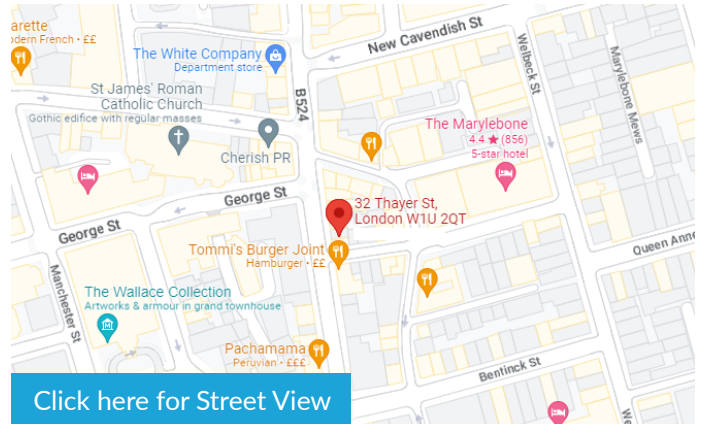 arette
odern French • ££
The White Company
Department store
New Cavendish St
Welbeck St
Marylebone Mews
B524
St James' Roman
Catholic Church
Gothic edifice with regular masses
Cherish PR
The Marylebone
4.4 ★ (856)
5-star hotel
George St
George St
32 Thayer St,
London W1U 2QT
Tommi's Burger Joint
Hamburger • ££
Queen Anne
Manchester St
The Wallace Collection
Artworks & armour in grand townhouse
Pachamama
Peruvian • £££
Bentinck St
We
Click here for Street View